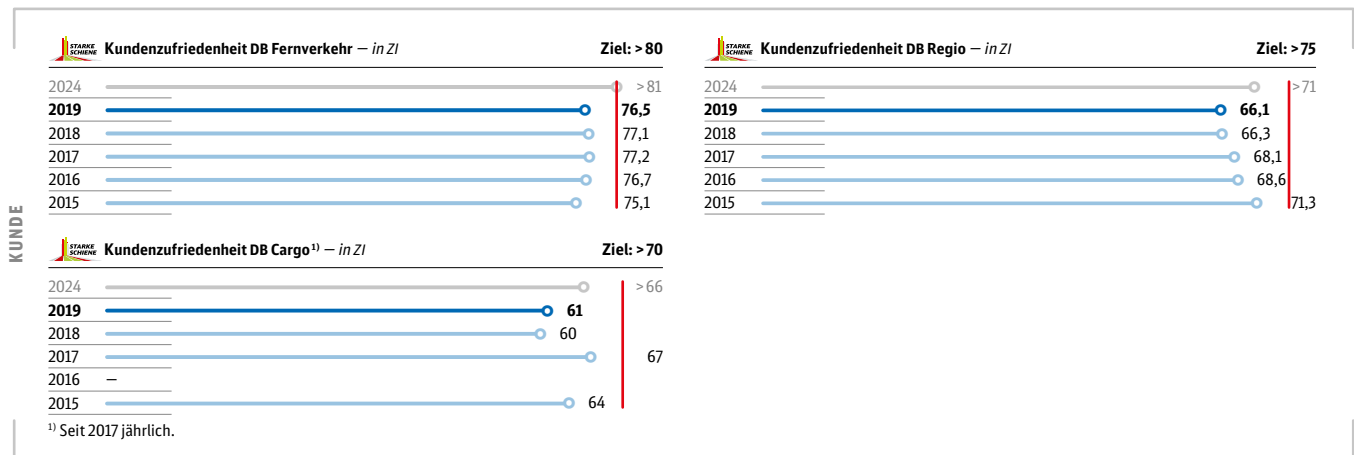 KUNDE
STARKE SCHIENE Kundenzufriedenheit DB Fernverkehr — in ZI Ziel: > 80
2024 > 81
2019 76,5
2018 77,1
2017 77,2
2016 76,7
2015 75,1
STARKE SCHIENE Kundenzufriedenheit DB Regio — in ZI Ziel: > 75
2024 > 71
2019 66,1
2018 66,3
2017 68,1
2016 68,6
2015 71,3
STARKE SCHIENE Kundenzufriedenheit DB Cargo 1) — in ZI Ziel: > 70
2024 > 66
2019 61
2018 60
2017 67
2016 –
2015 64
1) Seit 2017 jährlich.